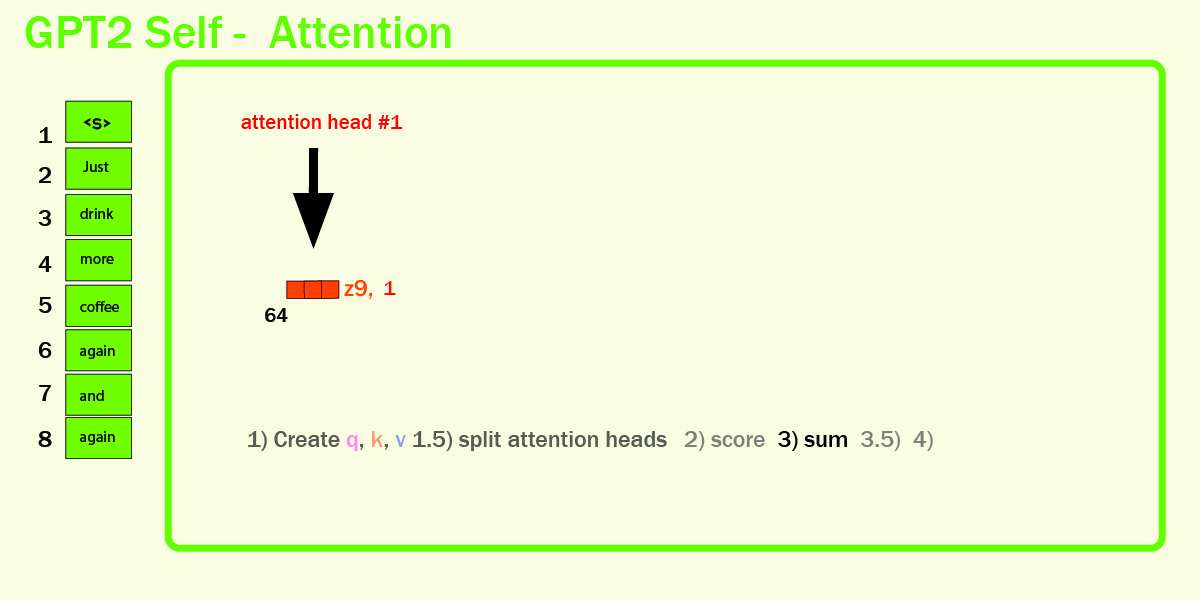 GPT2 Self - Attention
1 <s>
2 Just
3 drink
4 more
5 coffee
6 again
7 and
8 again
attention head #1
z9, 1
64
1) Create q, k, v 1.5) split attention heads 2) score 3) sum 3.5) 4)